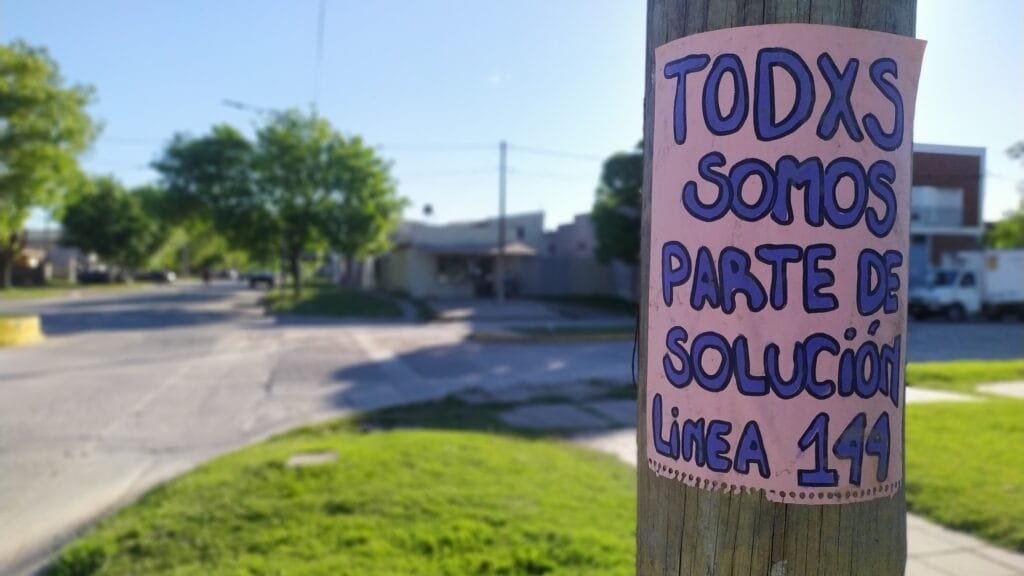 TODXS
SOMOS
PARTE DE
SOLUCIÓN
LINEA 144